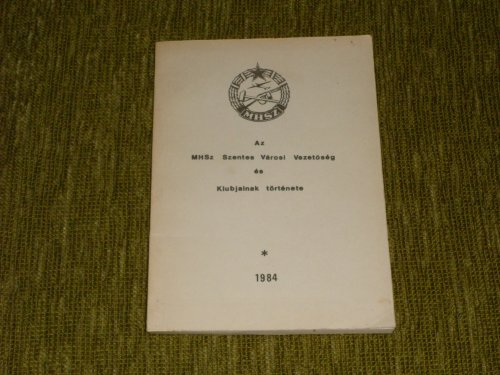 MHSZ
Az
MHSz Szentes Városi Vezetőség
és
Klubjainak története
*
1984